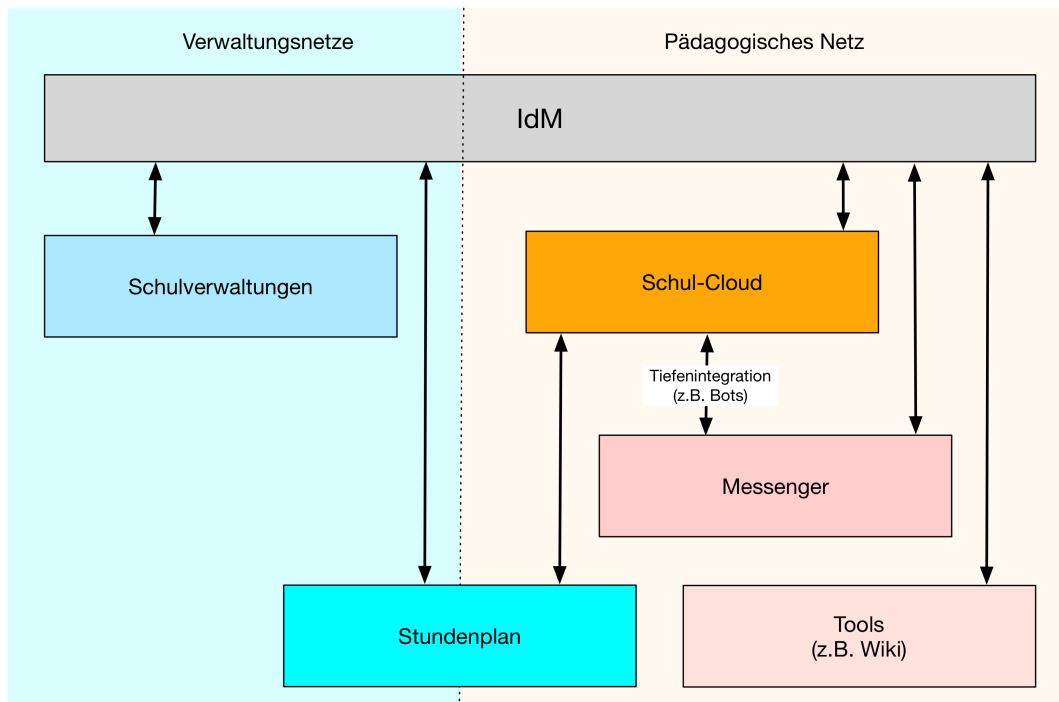 Verwaltungsnetze
Pädagogisches Netz
IdM
Schulverwaltungen
Schul-Cloud
Tiefenintegration
(z.B. Bots)
Messenger
Stundenplan
Tools
(z.B. Wiki)